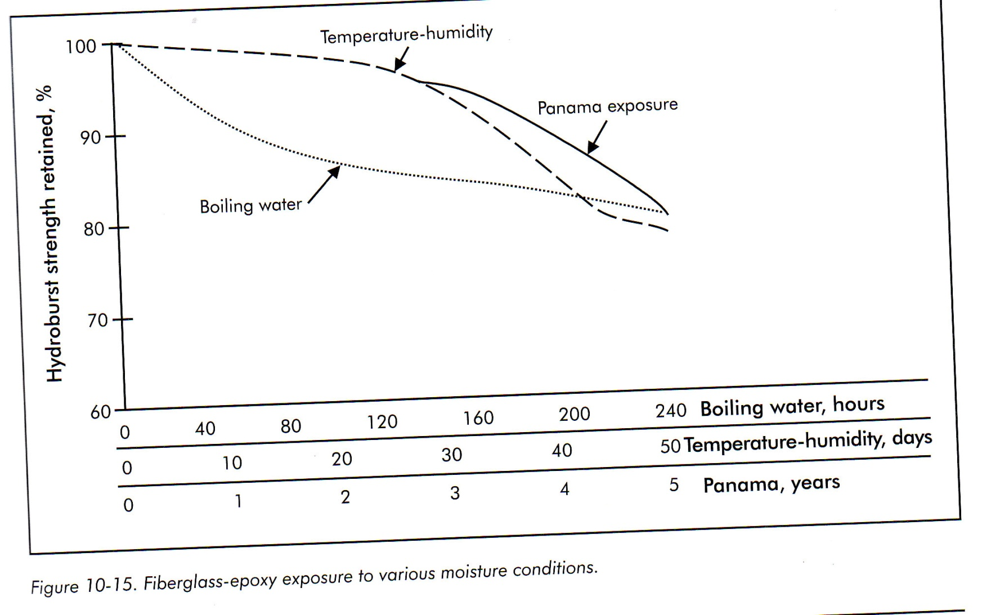 Temperature-humidity
100
Panama exposure
90
Boiling water
80
70
60
Hydroburst strength retained, %
0 40 80 120 160 200 240 Boiling water, hours
0 10 20 30 40 50 Temperature-humidity, days
0 1 2 3 4 5 Panama, years
Figure 10-15. Fiberglass-epoxy exposure to various moisture conditions.